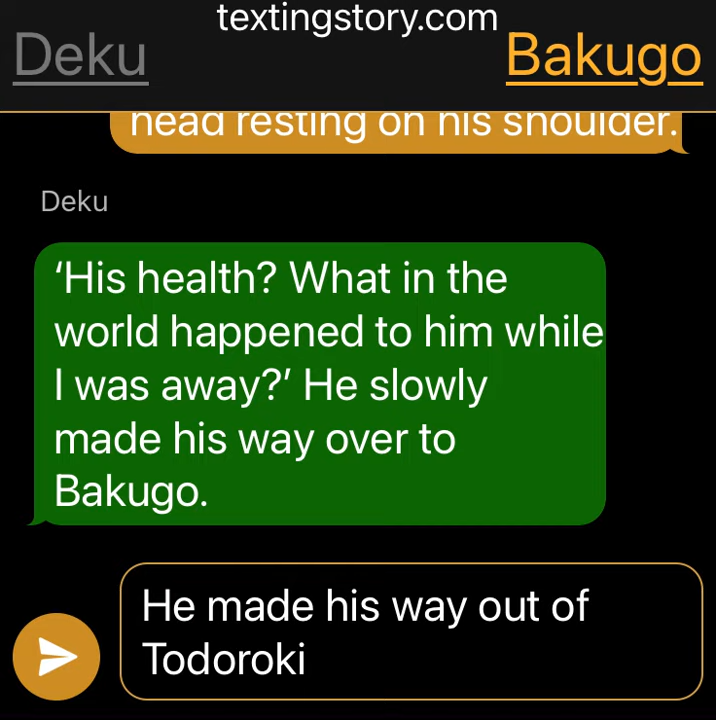 textingstory.com
Deku
Bakugo
head resting on his shoulder.
Deku
‘His health? What in the
world happened to him while
I was away?’ He slowly
made his way over to
Bakugo.
He made his way out of
Todoroki